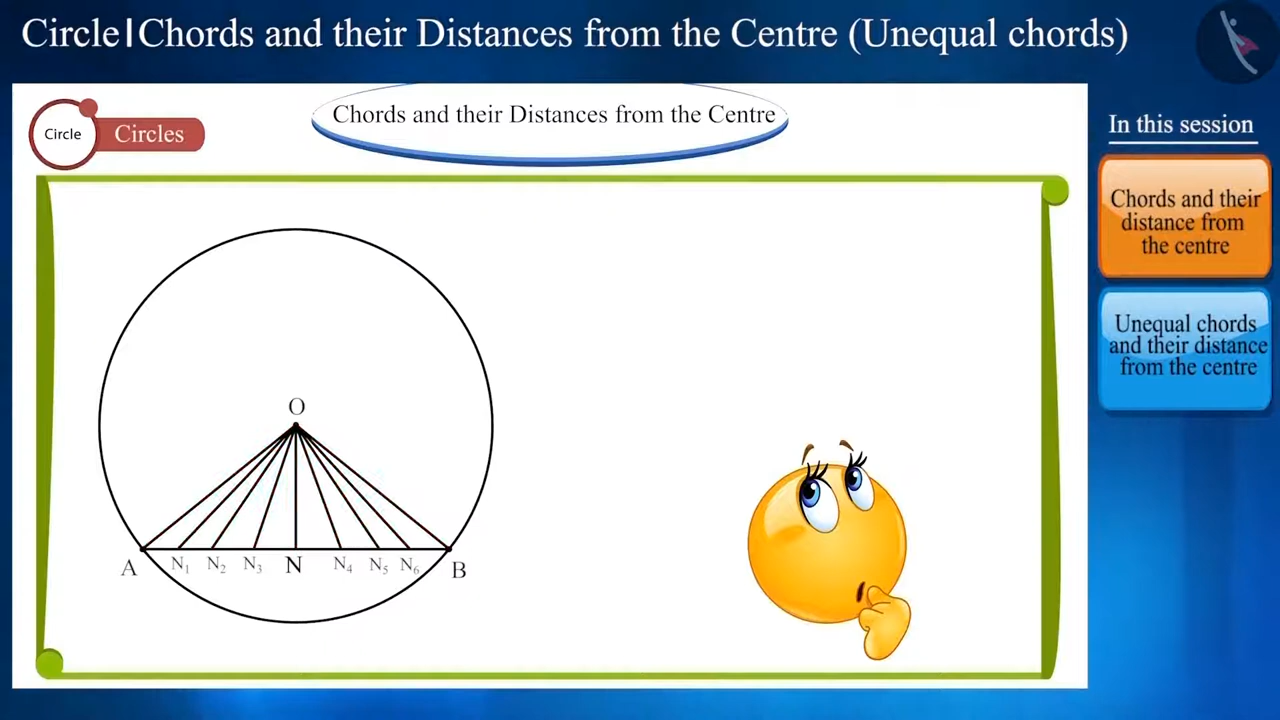 Circle|Chords and their Distances from the Centre (Unequal chords)
Circle
Circles
Chords and their Distances from the Centre
In this session
Chords and their
distance from
the centre
Unequal chords
and their distance
from the centre
O
A N₁ N₂ N₃ N N₄ N₅ N₆ B